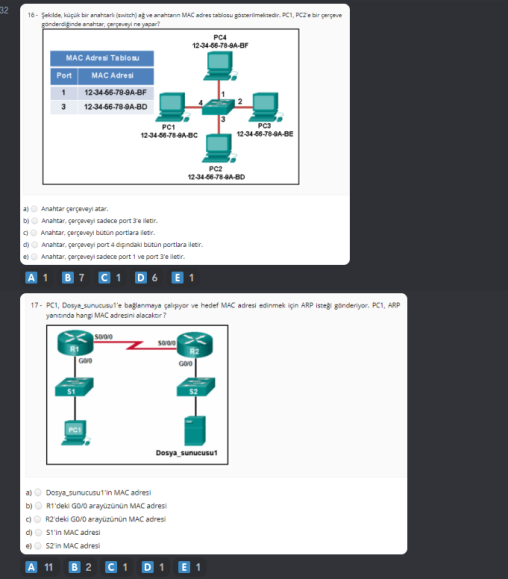 32
16 - Şekilde, küçük bir anahtarlı (switch) ağ ve anahtarın MAC adres tablosu gösterilmektedir. PC1, PC2'e bir çerçeve
gönderdiğinde anahtar, çerçeveyi ne yapar?
PC4
12-34-56-78-9A-BF
MAC Adresi Tablosu
Port MAC Adresi
1 12-34-56-78-9A-BF
3 12-34-56-78-9A-BD
1
4
2
3
PC1
12-34-56-78-9A-BC
PC3
12-34-56-78-9A-BE
PC2
12-34-56-78-9A-BD
a) Anahtar çerçeveyi atar.
b) Anahtar, çerçeveyi sadece port 3'e iletir.
c) Anahtar, çerçeveyi bütün portlara iletir.
d) Anahtar, çerçeveyi port 4 dışındaki bütün portlara iletir.
e) Anahtar, çerçeveyi sadece port 1 ve port 3'e iletir.
A 1 B 7 C 1 D 6 E 1
17 - PC1, Dosya_sunucusu1'e bağlanmaya çalışıyor ve hedef MAC adresi edinmek için ARP isteği gönderiyor. PC1, ARP
yanıtında hangi MAC adresini alacaktır ?
S0/0/0
S0/0/0
R1
R2
G0/0
G0/0
S1
S2
PC1
Dosya_sunucusu1
a) Dosya_sunucusu1'in MAC adresi
b) R1'deki G0/0 arayüzünün MAC adresi
c) R2'deki G0/0 arayüzünün MAC adresi
d) S1'in MAC adresi
e) S2'in MAC adresi
A 11 B 2 C 1 D 1 E 1